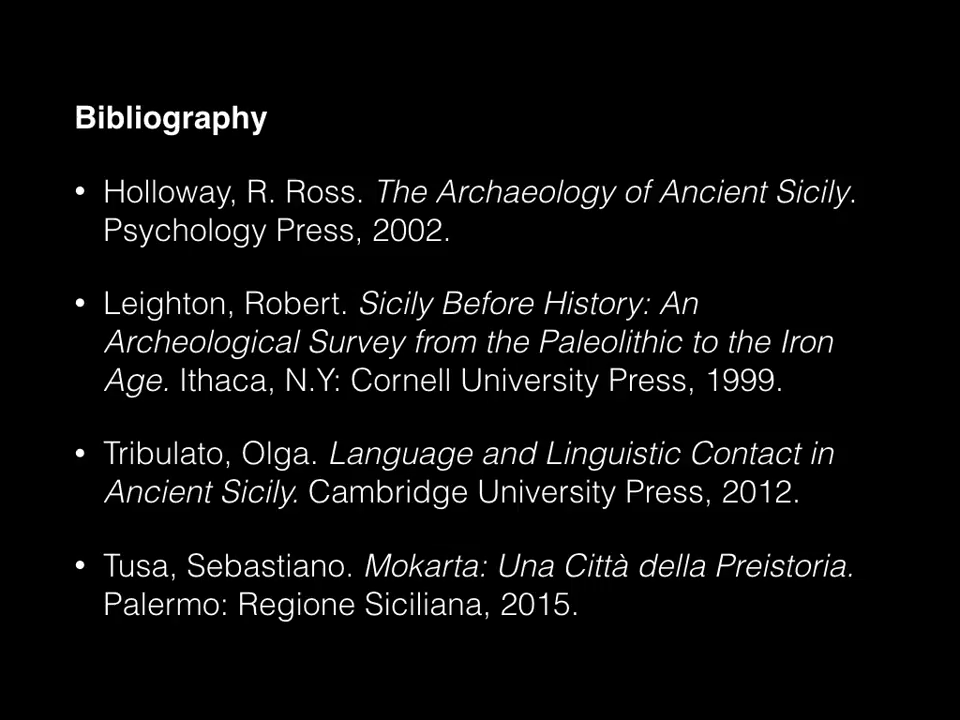 Bibliography
• Holloway, R. Ross. The Archaeology of Ancient Sicily.
Psychology Press, 2002.
• Leighton, Robert. Sicily Before History: An
Archeological Survey from the Paleolithic to the Iron
Age. Ithaca, N.Y: Cornell University Press, 1999.
• Tribulato, Olga. Language and Linguistic Contact in
Ancient Sicily. Cambridge University Press, 2012.
• Tusa, Sebastiano. Mokarta: Una Città della Preistoria.
Palermo: Regione Siciliana, 2015.